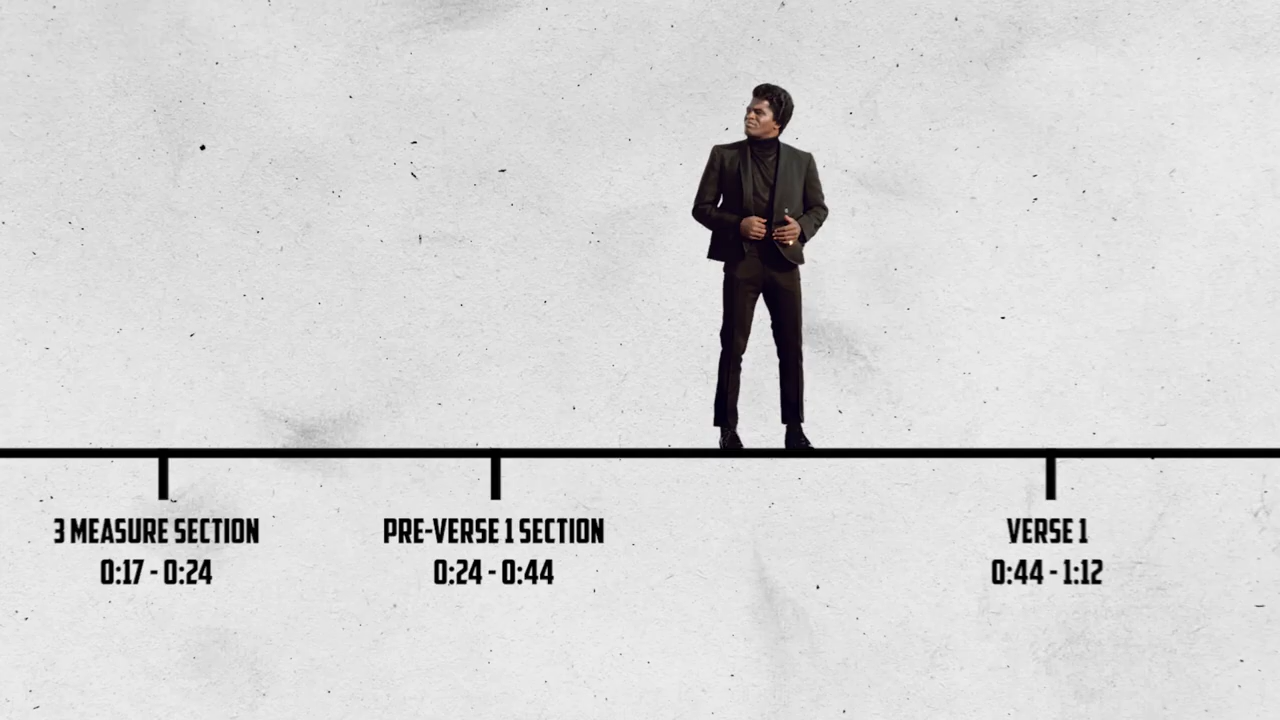 3 MEASURE SECTION
0:17 - 0:24
PRE-VERSE 1 SECTION
0:24 - 0:44
VERSE 1
0:44 - 1:12